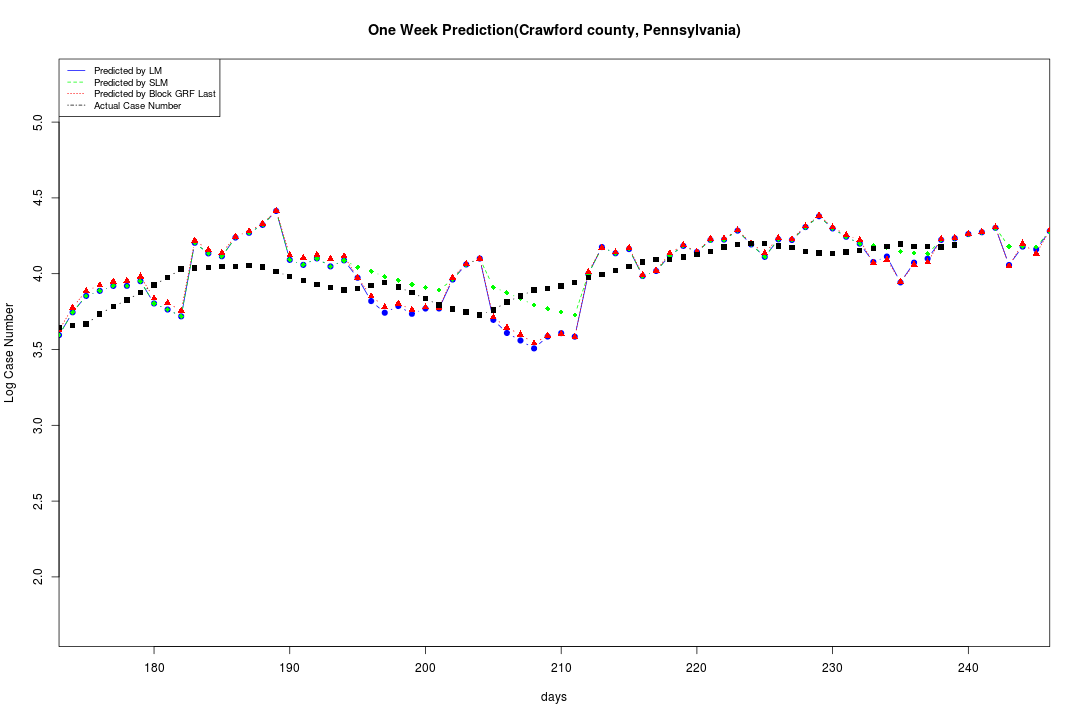 One Week Prediction(Crawford county, Pennsylvania)
Predicted by LM
Predicted by SLM
Predicted by Block GRF Last
Actual Case Number
5.0
4.5
4.0
3.5
3.0
2.5
2.0
Log Case Number
180 190 200 210 220 230 240
days